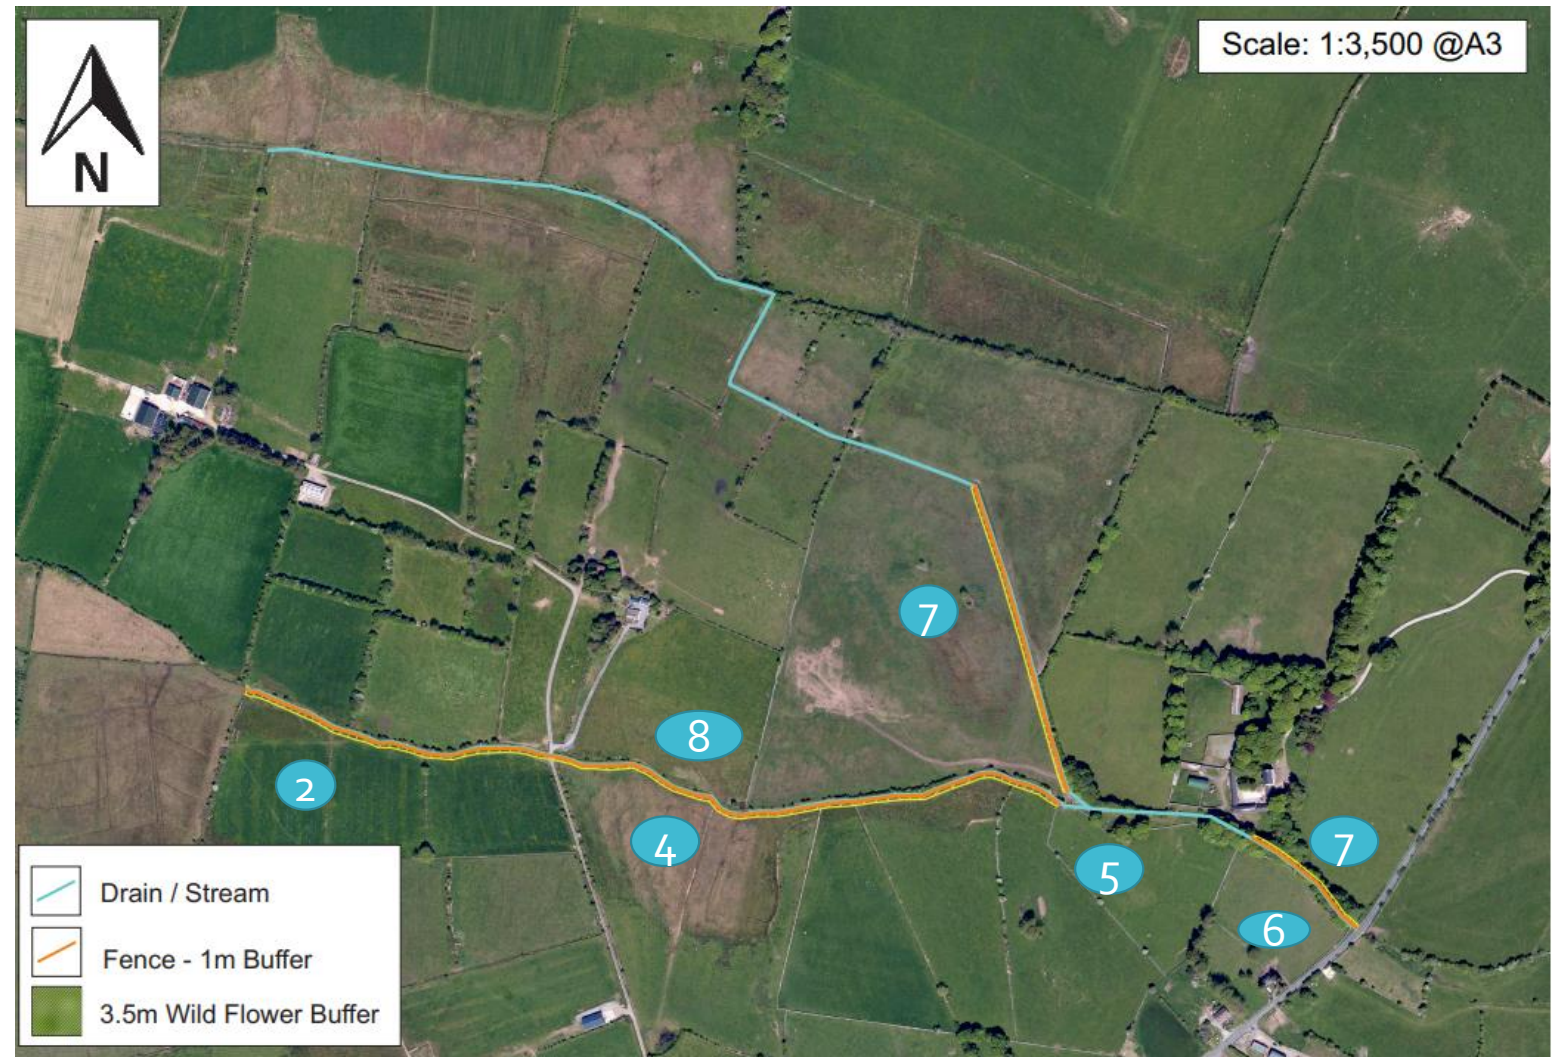 Scale: 1:3,500 @A3
N
7
8
2
4
5
7
6
Drain / Stream
Fence - 1m Buffer
3.5m Wild Flower Buffer